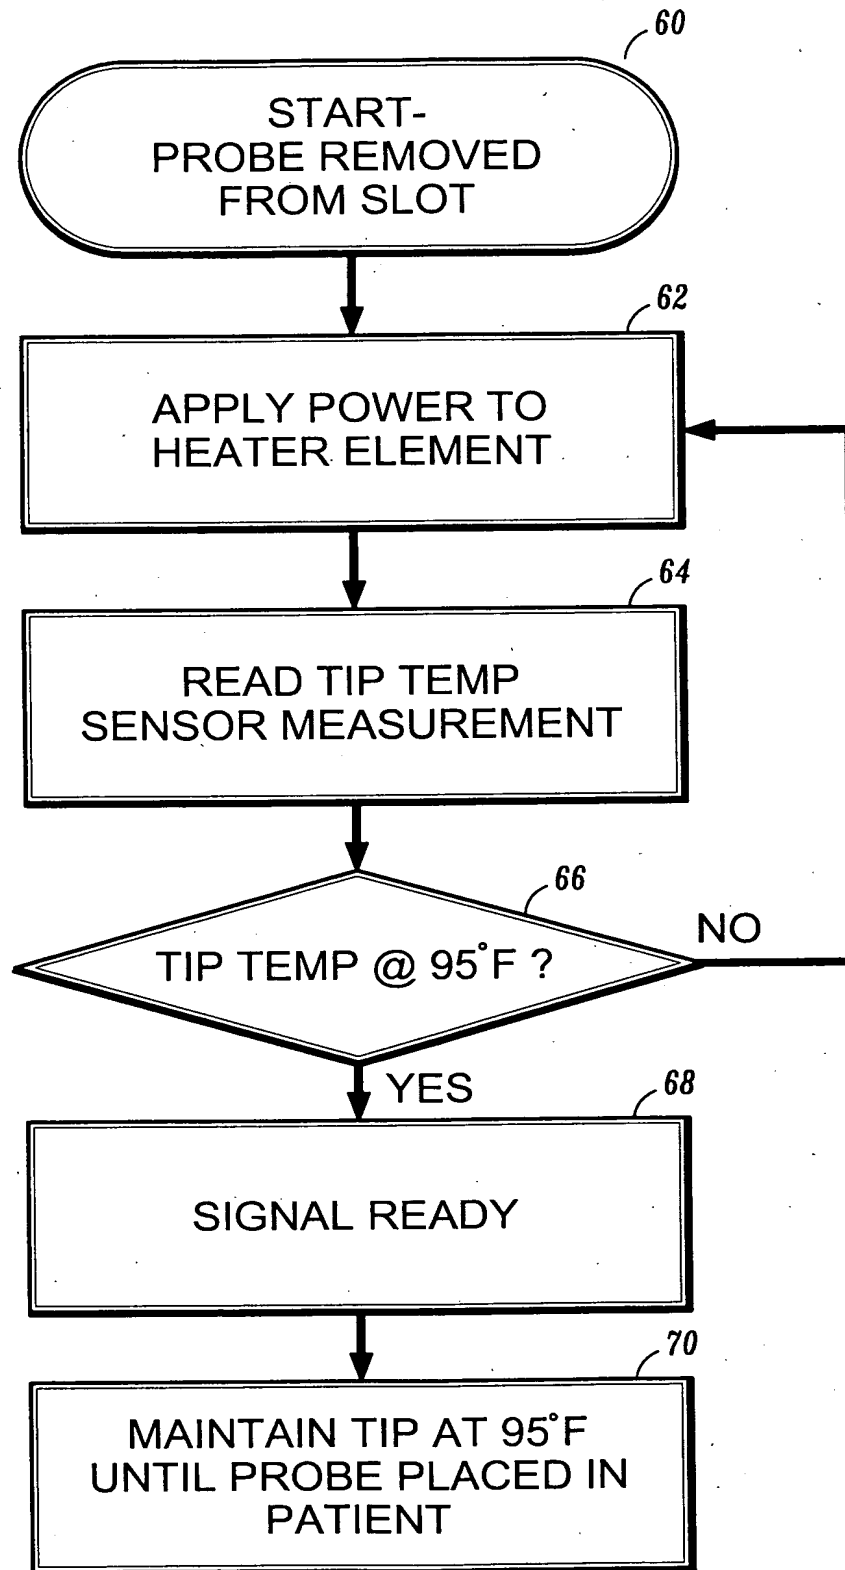 60
START-
PROBE REMOVED
FROM SLOT
62
APPLY POWER TO
HEATER ELEMENT
64
READ TIP TEMP
SENSOR MEASUREMENT
66
TIP TEMP @ 95°F ?
NO
YES
68
SIGNAL READY
70
MAINTAIN TIP AT 95°F
UNTIL PROBE PLACED IN
PATIENT